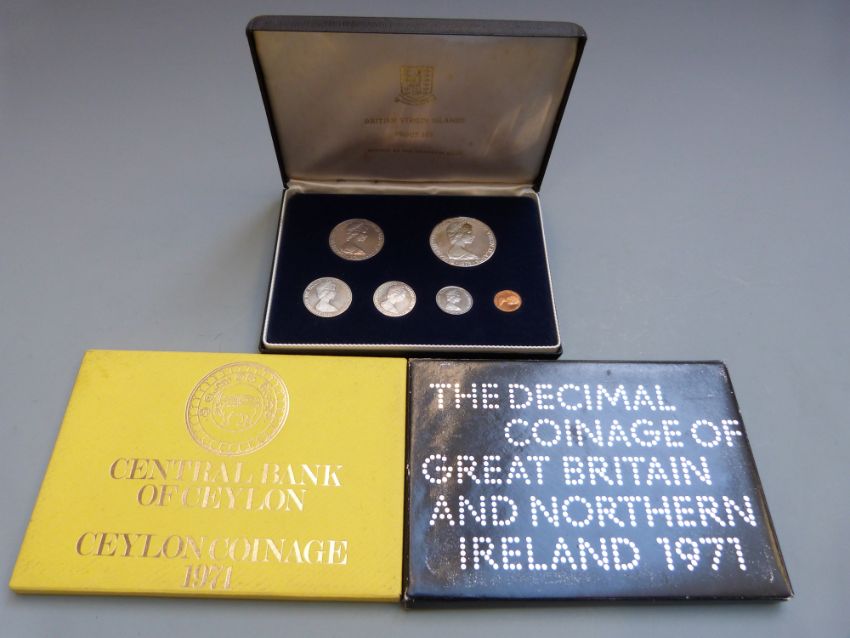 BRITISH VIRGIN ISLANDS
PROOF SET
CENTRAL BANK
OF CEYLON
CEYLON COINAGE
1971
THE DECIMAL
COINAGE OF
GREAT BRITAIN
AND NORTHERN
IRELAND 1971